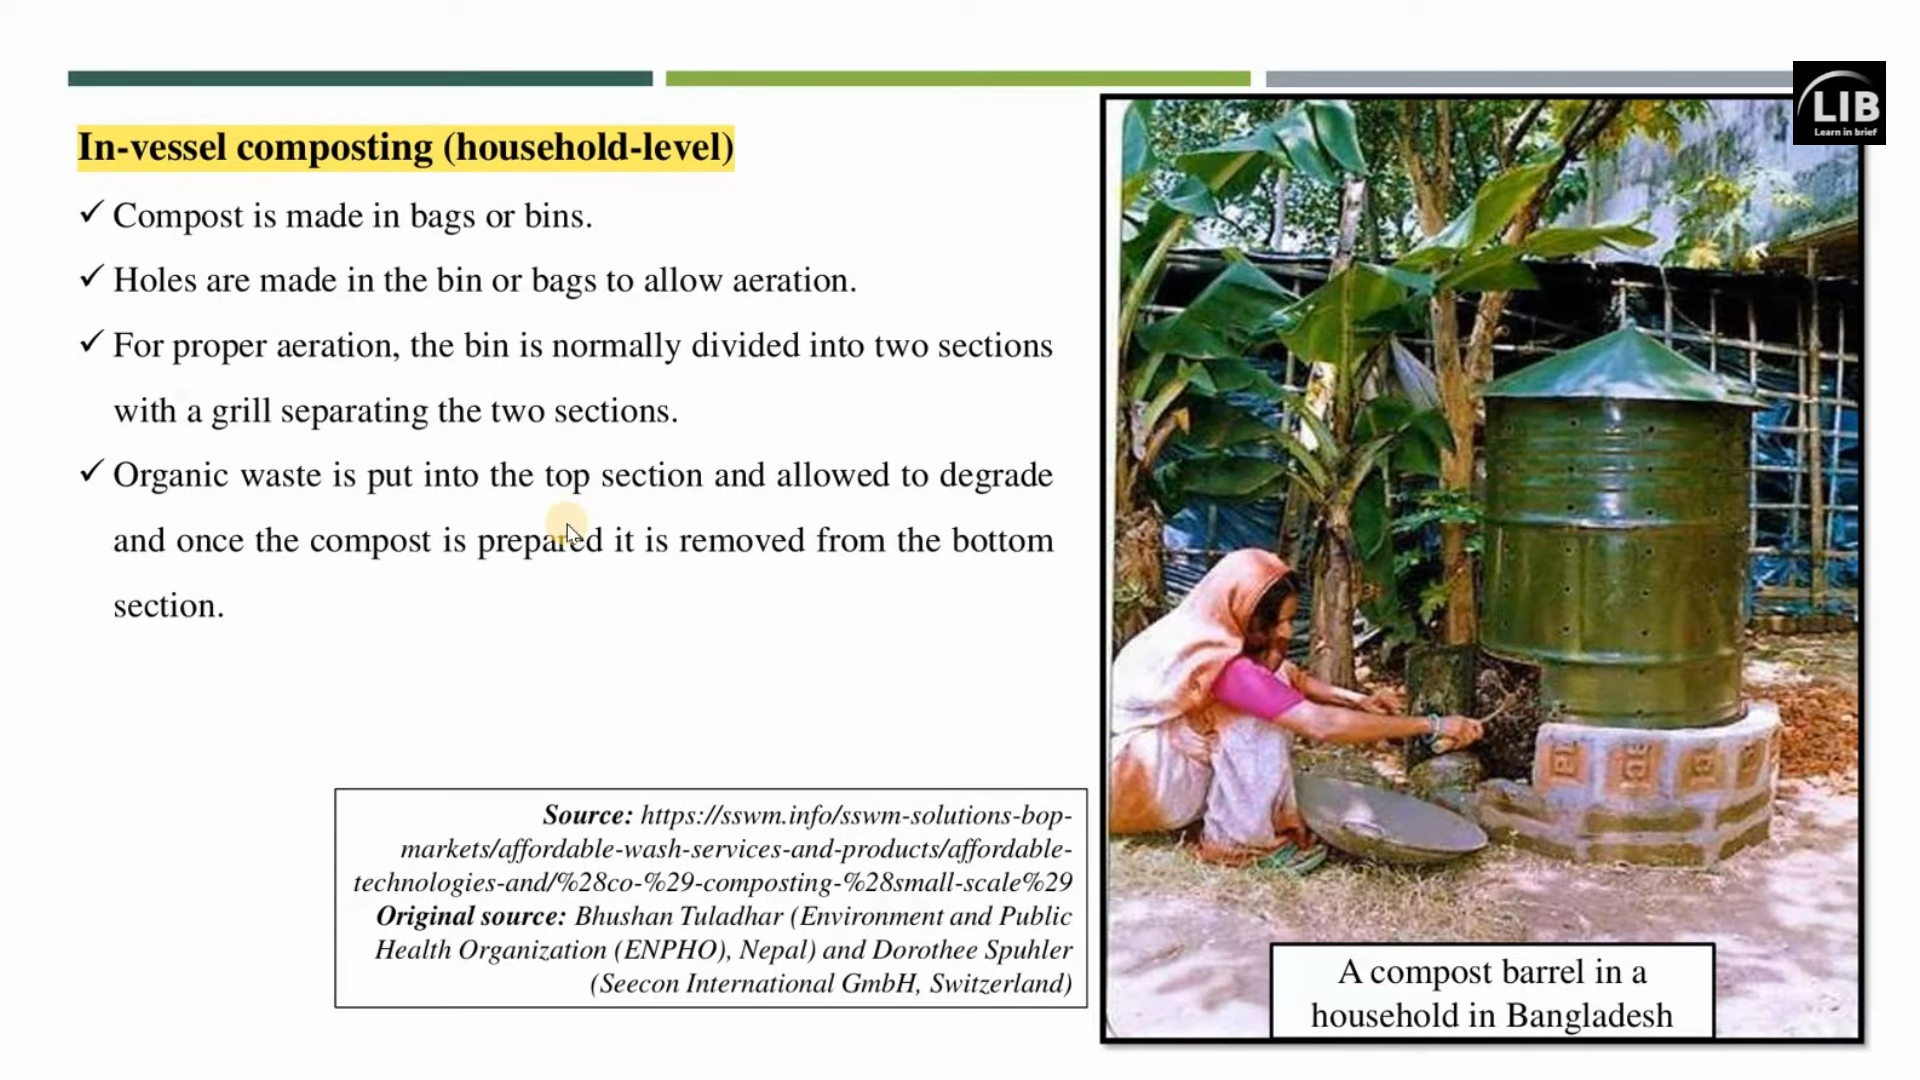 In-vessel composting (household-level)
✓ Compost is made in bags or bins.
✓ Holes are made in the bin or bags to allow aeration.
✓ For proper aeration, the bin is normally divided into two sections
with a grill separating the two sections.
✓ Organic waste is put into the top section and allowed to degrade
and once the compost is prepared it is removed from the bottom
section.
Source: https://sswm.info/sswm-solutions-bop-
markets/affordable-wash-services-and-products/affordable-
technologies-and/%28co-%29-composting-%28small-scale%29
Original source: Bhushan Tuladhar (Environment and Public
Health Organization (ENPHO), Nepal) and Dorothee Spuhler
(Seecon International GmbH, Switzerland)
LIB
Learn in brief
A compost barrel in a
household in Bangladesh